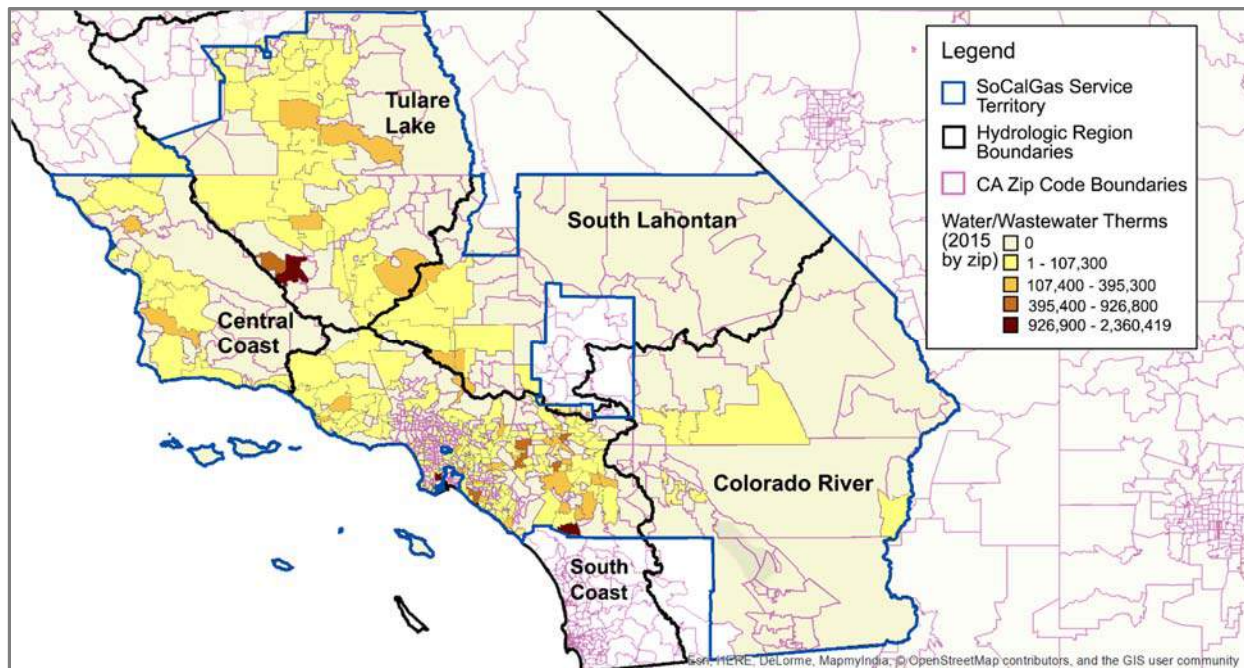 Tulare
Lake
South Lahontan
Central
Coast
Colorado River
South
Coast
Legend
SoCalGas Service
Territory
Hydrologic Region
Boundaries
CA Zip Code Boundaries
Water/Wastewater Therms
(2015
by zip)
0
1 - 107,300
107,400 - 395,300
395,400 - 926,800
926,900 - 2,360,419
Esri, HERE, DeLorme, MapmyIndia, © OpenStreetMap contributors, and the GIS user community